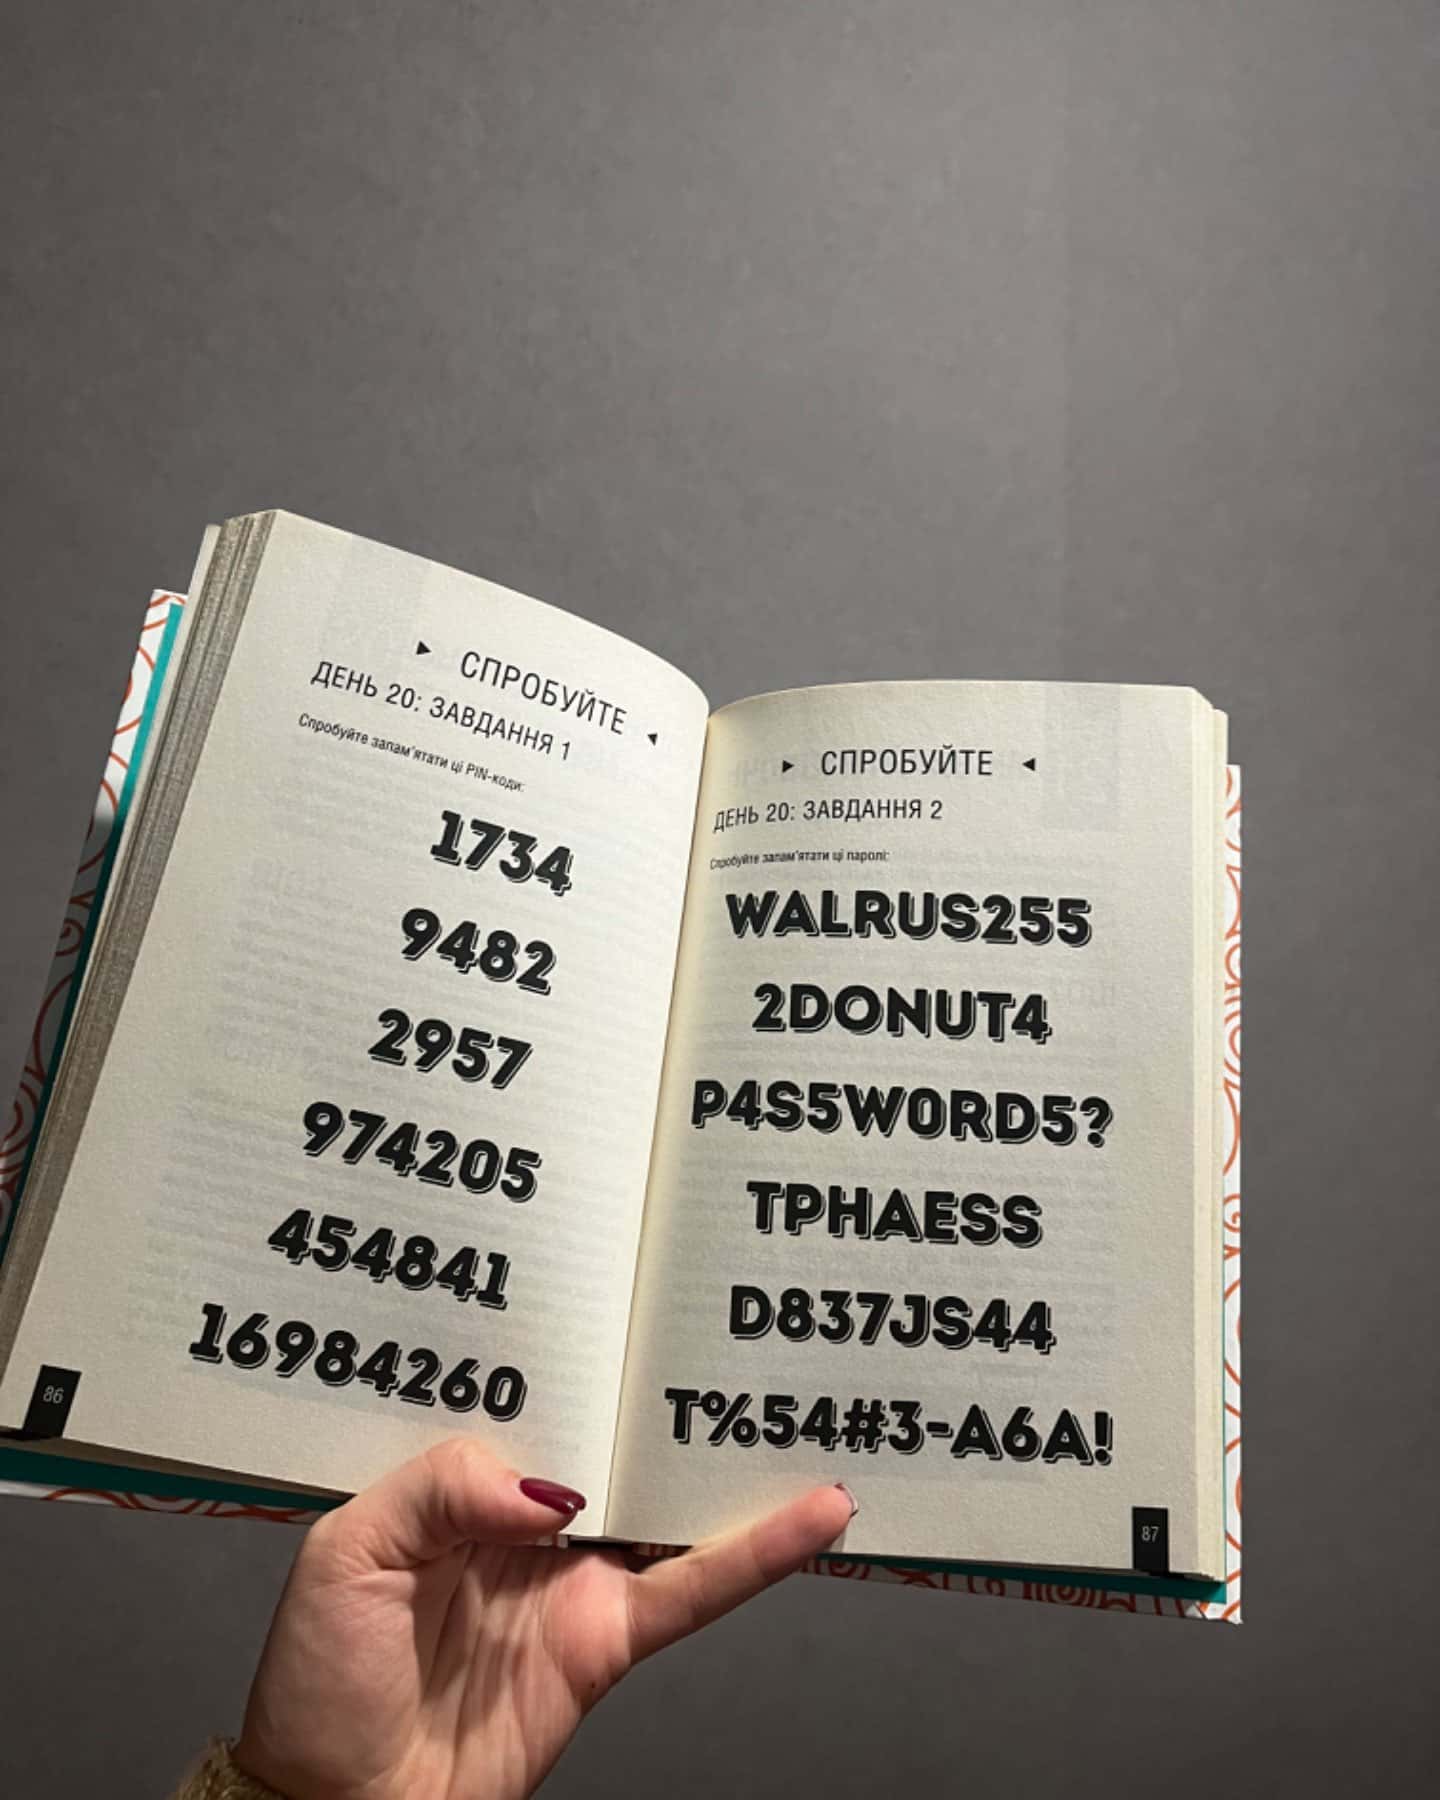 ▶ СПРОБУЙТЕ ◀
ДЕНЬ 20: ЗАВДАННЯ 1
Спробуйте запам'ятати ці PIN-коди:
1734
9482
2957
974205
454841
16984260
86
▶ СПРОБУЙТЕ ◀
ДЕНЬ 20: ЗАВДАННЯ 2
Спробуйте запам'ятати ці паролі:
WALRUS255
2DONUT4
P4S5W0RD5?
TPHAESS
D837JS44
T%54#3-A6A!
87